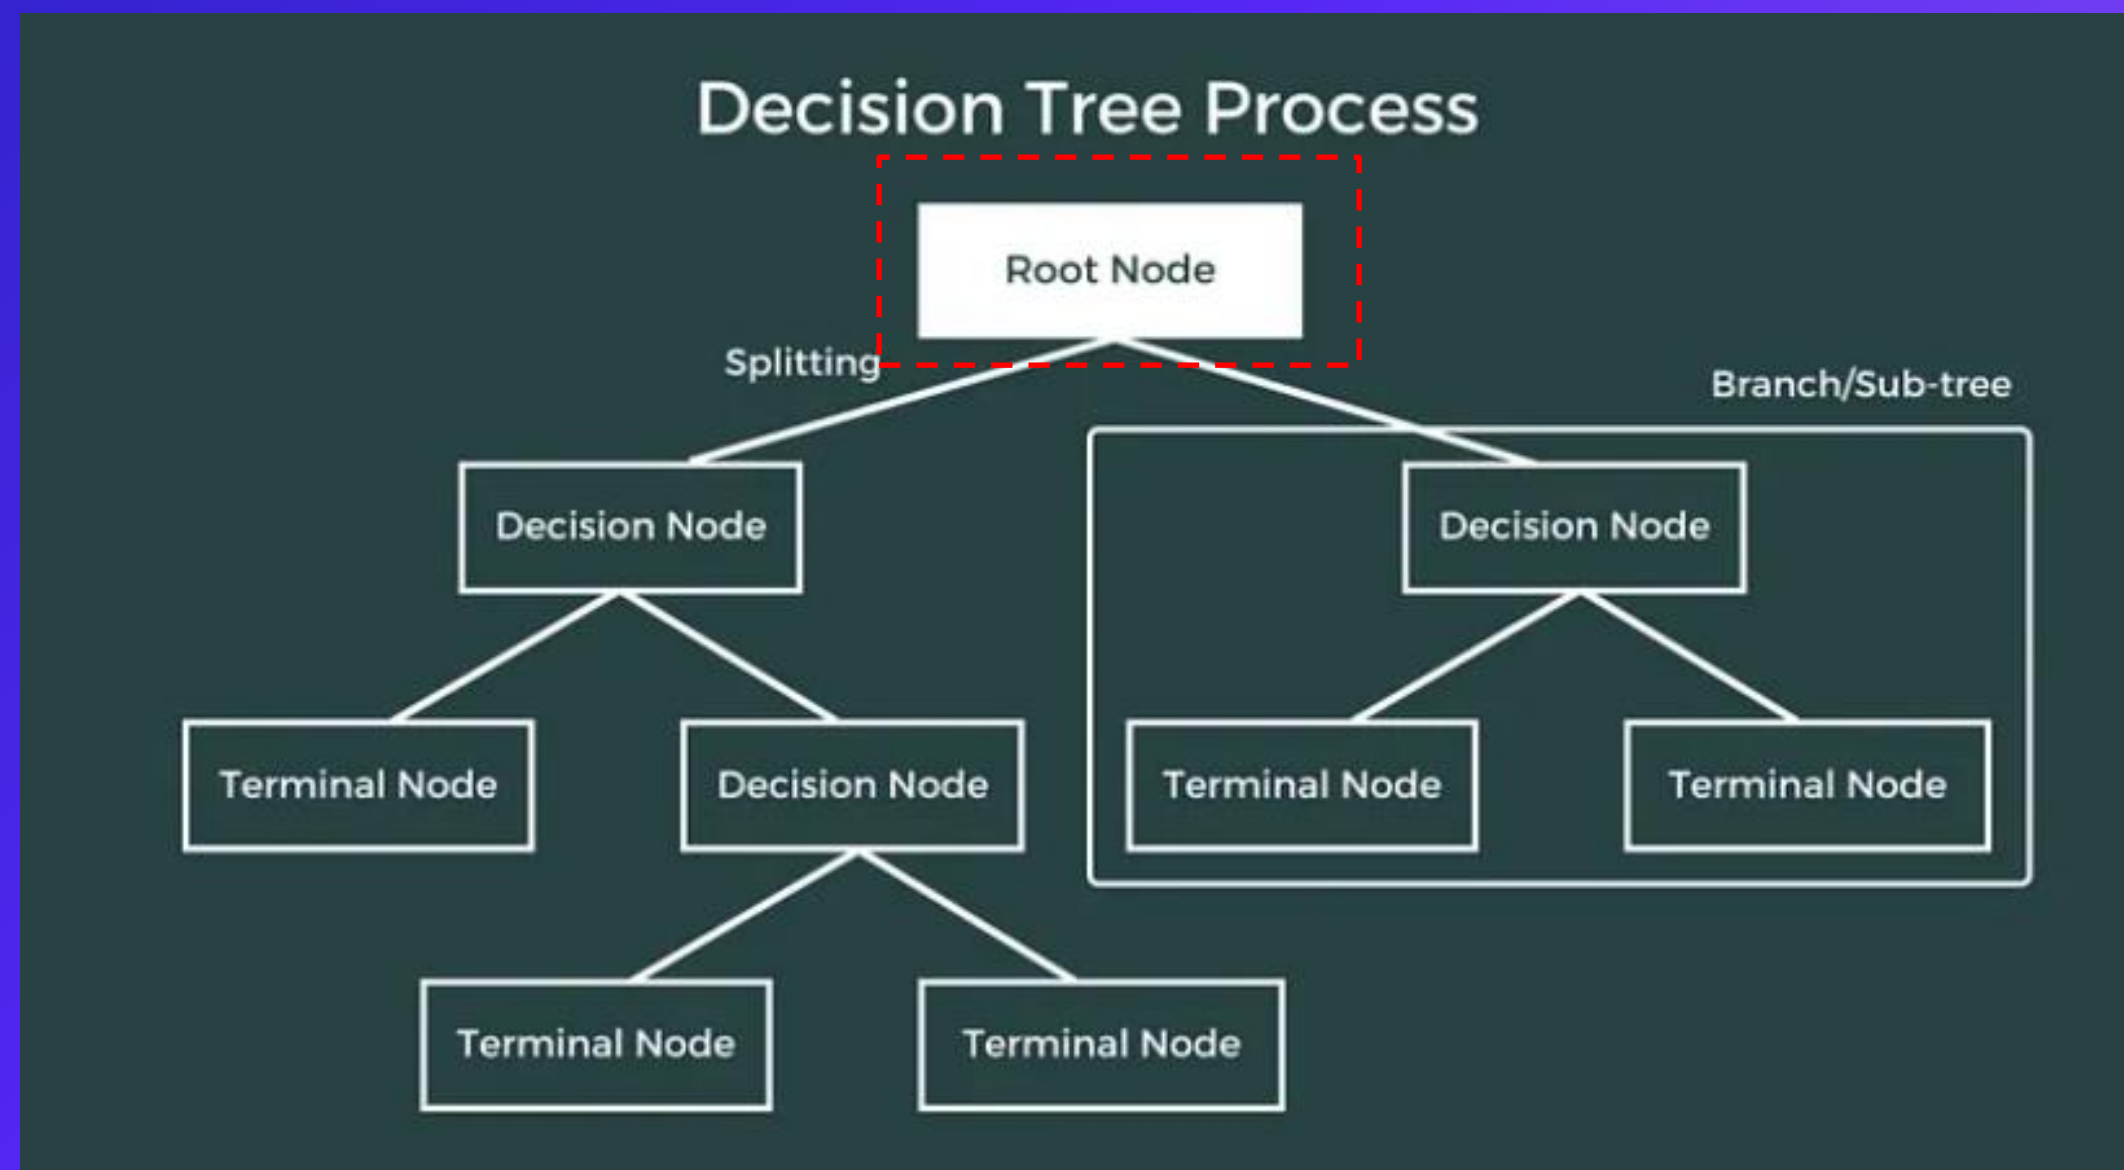 Decision Tree Process
Root Node
Splitting
Branch/Sub-tree
Decision Node
Decision Node
Terminal Node
Decision Node
Terminal Node
Terminal Node
Terminal Node
Terminal Node